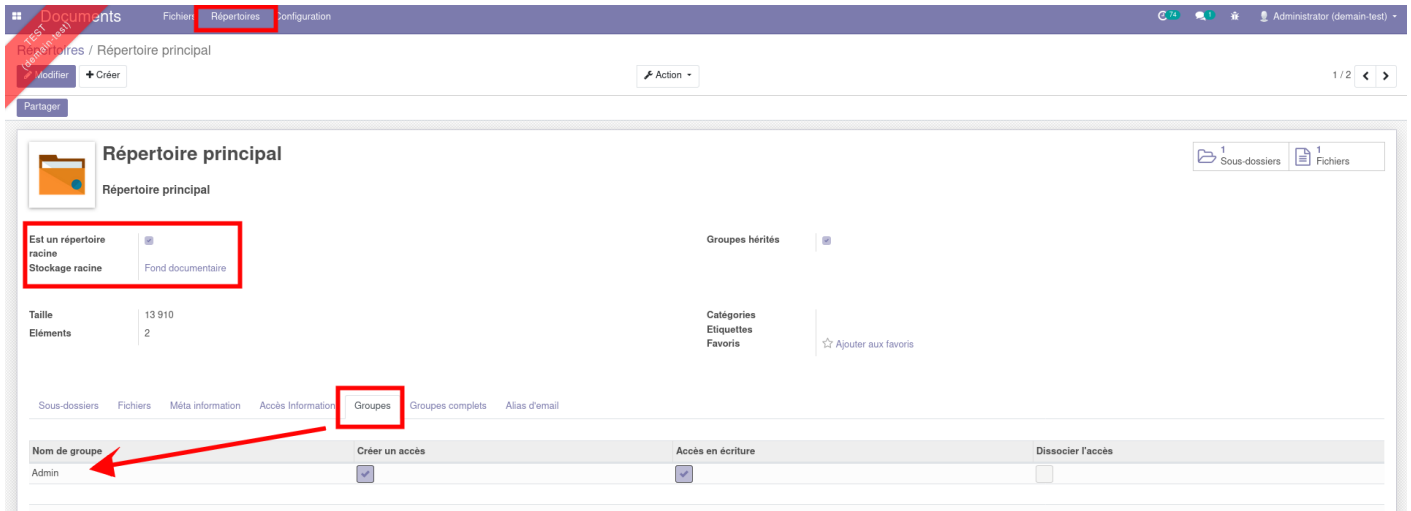 Documents Fichiers Répertoires Configuration 74 1 Administrator (demain-test)
TEST
(demain-test)
Répertoires / Répertoire principal
Modifier Créer Action 1 / 2
Partager
Répertoire principal
1 Sous-dossiers 1 Fichiers
Répertoire principal
Est un répertoire racine Groupes hérités
Stockage racine Fond documentaire
Taille 13 910 Catégories
Eléments 2 Etiquettes
Favoris Ajouter aux favoris
Sous-dossiers Fichiers Méta information Accès Information Groupes Groupes complets Alias d'email
Nom de groupe Créer un accès Accès en écriture Dissocier l'accès
Admin